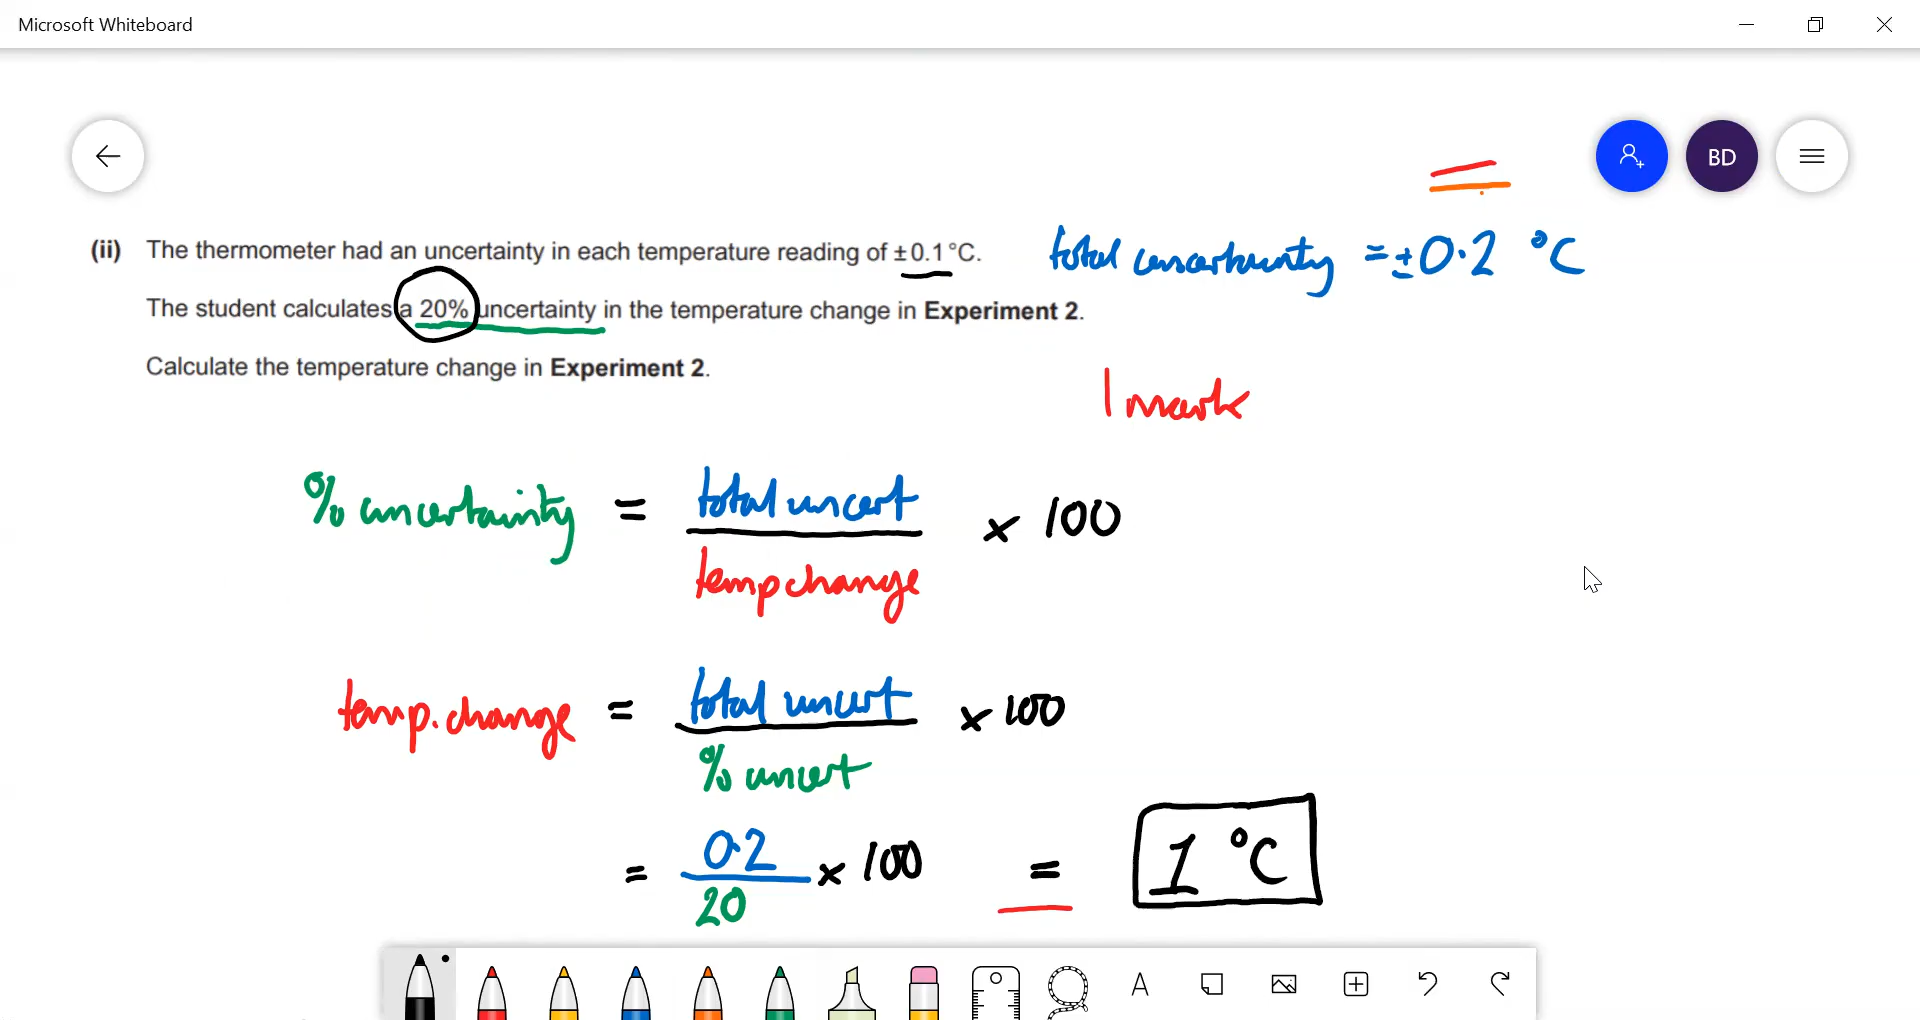 Microsoft Whiteboard
BD
(ii) The thermometer had an uncertainty in each temperature reading of ±0.1 °C.
total uncertainty = ±0.2 °C
The student calculates a 20% uncertainty in the temperature change in Experiment 2.
Calculate the temperature change in Experiment 2.
1 mark
% uncertainty = total uncert / temp change × 100
temp. change = total uncert / % uncert × 100
= 0.2 / 20 × 100 = 1 °C
A